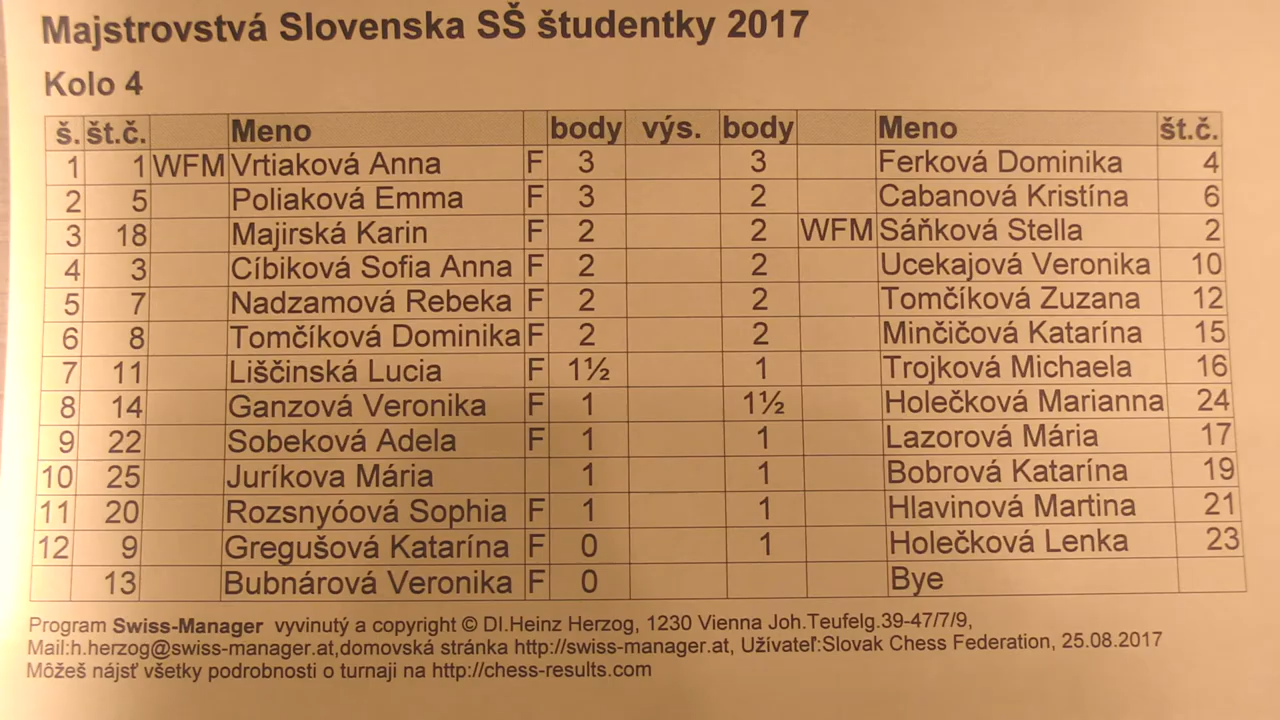 Majstrovstvá Slovenska SŠ študentky 2017
Kolo 4
š. št.č. Meno body výs. body Meno št.č.
1 1 WFM Vrtiaková Anna F 3 3 Ferková Dominika 4
2 5 Poliaková Emma F 3 2 Cabanová Kristína 6
3 18 Majirská Karin F 2 2 WFM Sáňková Stella 2
4 3 Cíbiková Sofia Anna F 2 2 Ucekajová Veronika 10
5 7 Nadzamová Rebeka F 2 2 Tomčíková Zuzana 12
6 8 Tomčíková Dominika F 2 2 Minčičová Katarína 15
7 11 Liščinská Lucia F 1½ 1 Trojková Michaela 16
8 14 Ganzová Veronika F 1 1½ Holečková Marianna 24
9 22 Sobeková Adela F 1 1 Lazorová Mária 17
10 25 Juríkova Mária 1 1 Bobrová Katarína 19
11 20 Rozsnyóová Sophia F 1 1 Hlavinová Martina 21
12 9 Gregušová Katarína F 0 1 Holečková Lenka 23
13 Bubnárová Veronika F 0 Bye
Program Swiss-Manager vyvinutý a copyright © DI.Heinz Herzog, 1230 Vienna Joh.Teufelg.39-47/7/9,
Mail:h.herzog@swiss-manager.at,domovská stránka http://swiss-manager.at, Užívateľ:Slovak Chess Federation, 25.08.2017
Môžeš nájsť všetky podrobnosti o turnaji na http://chess-results.com